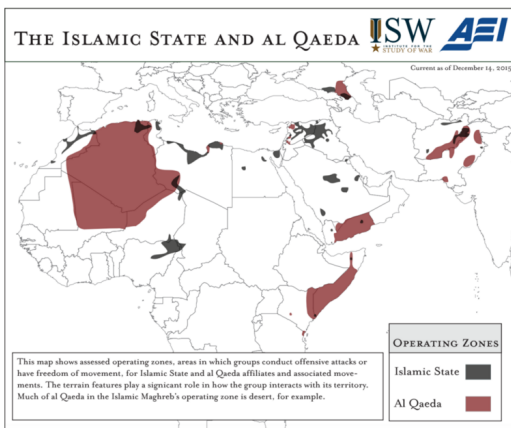 The Islamic State and al Qaeda
ISW
INSTITUTE FOR THE
STUDY OF WAR
AEI
Current as of December 14, 2015
This map shows assessed operating zones, areas in which groups conduct offensive attacks or
have freedom of movement, for Islamic State and al Qaeda affiliates and associated move-
ments. The terrain features play a signicant role in how the group interacts with its territory.
Much of al Qaeda in the Islamic Maghreb's operating zone is desert, for example.
Operating Zones
Islamic State
Al Qaeda